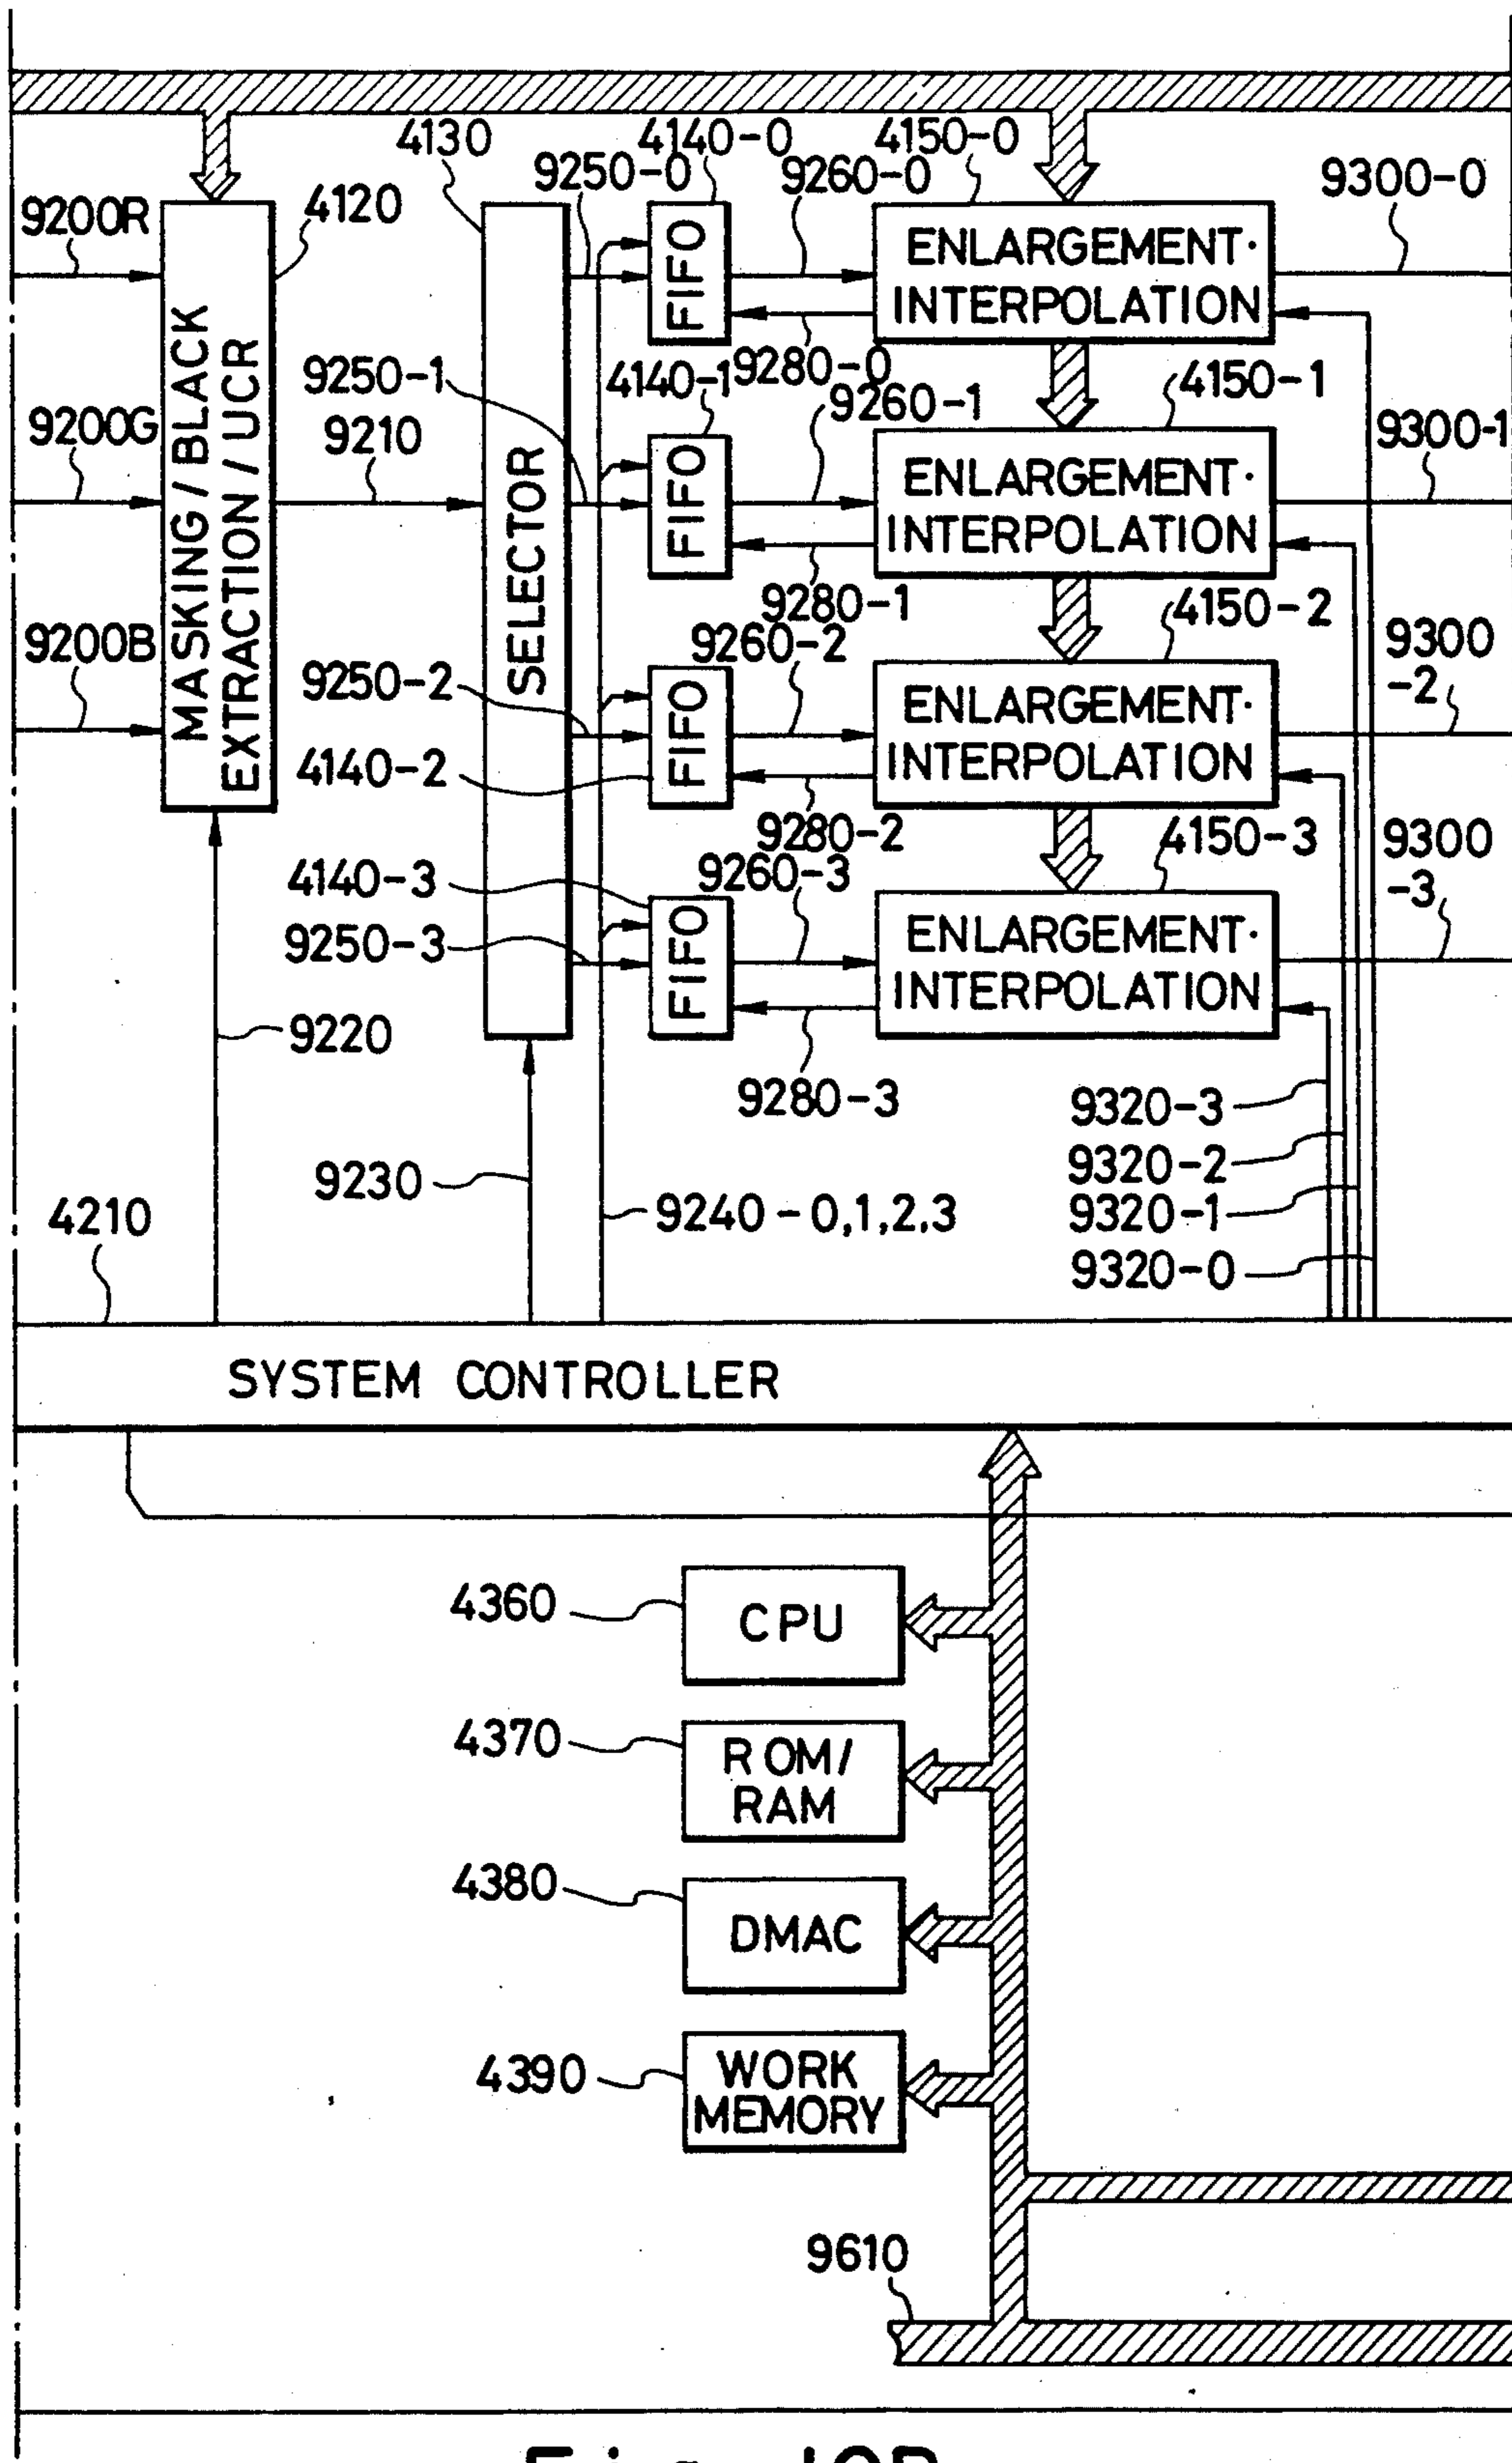 4130
4140-0
4150-0
9250-0
9260-0
9300-0
9200R
4120
FIFO
ENLARGEMENT·
INTERPOLATION
9280-0
9250-1
4140-1
9260-1
4150-1
9300-1
9200G
9210
MASKING/BLACK
EXTRACTION/UCR
SELECTOR
FIFO
ENLARGEMENT·
INTERPOLATION
9280-1
4150-2
9200B
9260-2
9300
-2
9250-2
FIFO
ENLARGEMENT·
INTERPOLATION
4140-2
9280-2
4150-3
9300
-3
4140-3
9260-3
9250-3
FIFO
ENLARGEMENT·
INTERPOLATION
9220
9280-3
9320-3
9230
9320-2
4210
9240-0,1,2,3
9320-1
9320-0
SYSTEM CONTROLLER
4360
CPU
4370
ROM/
RAM
4380
DMAC
4390
WORK
MEMORY
9610